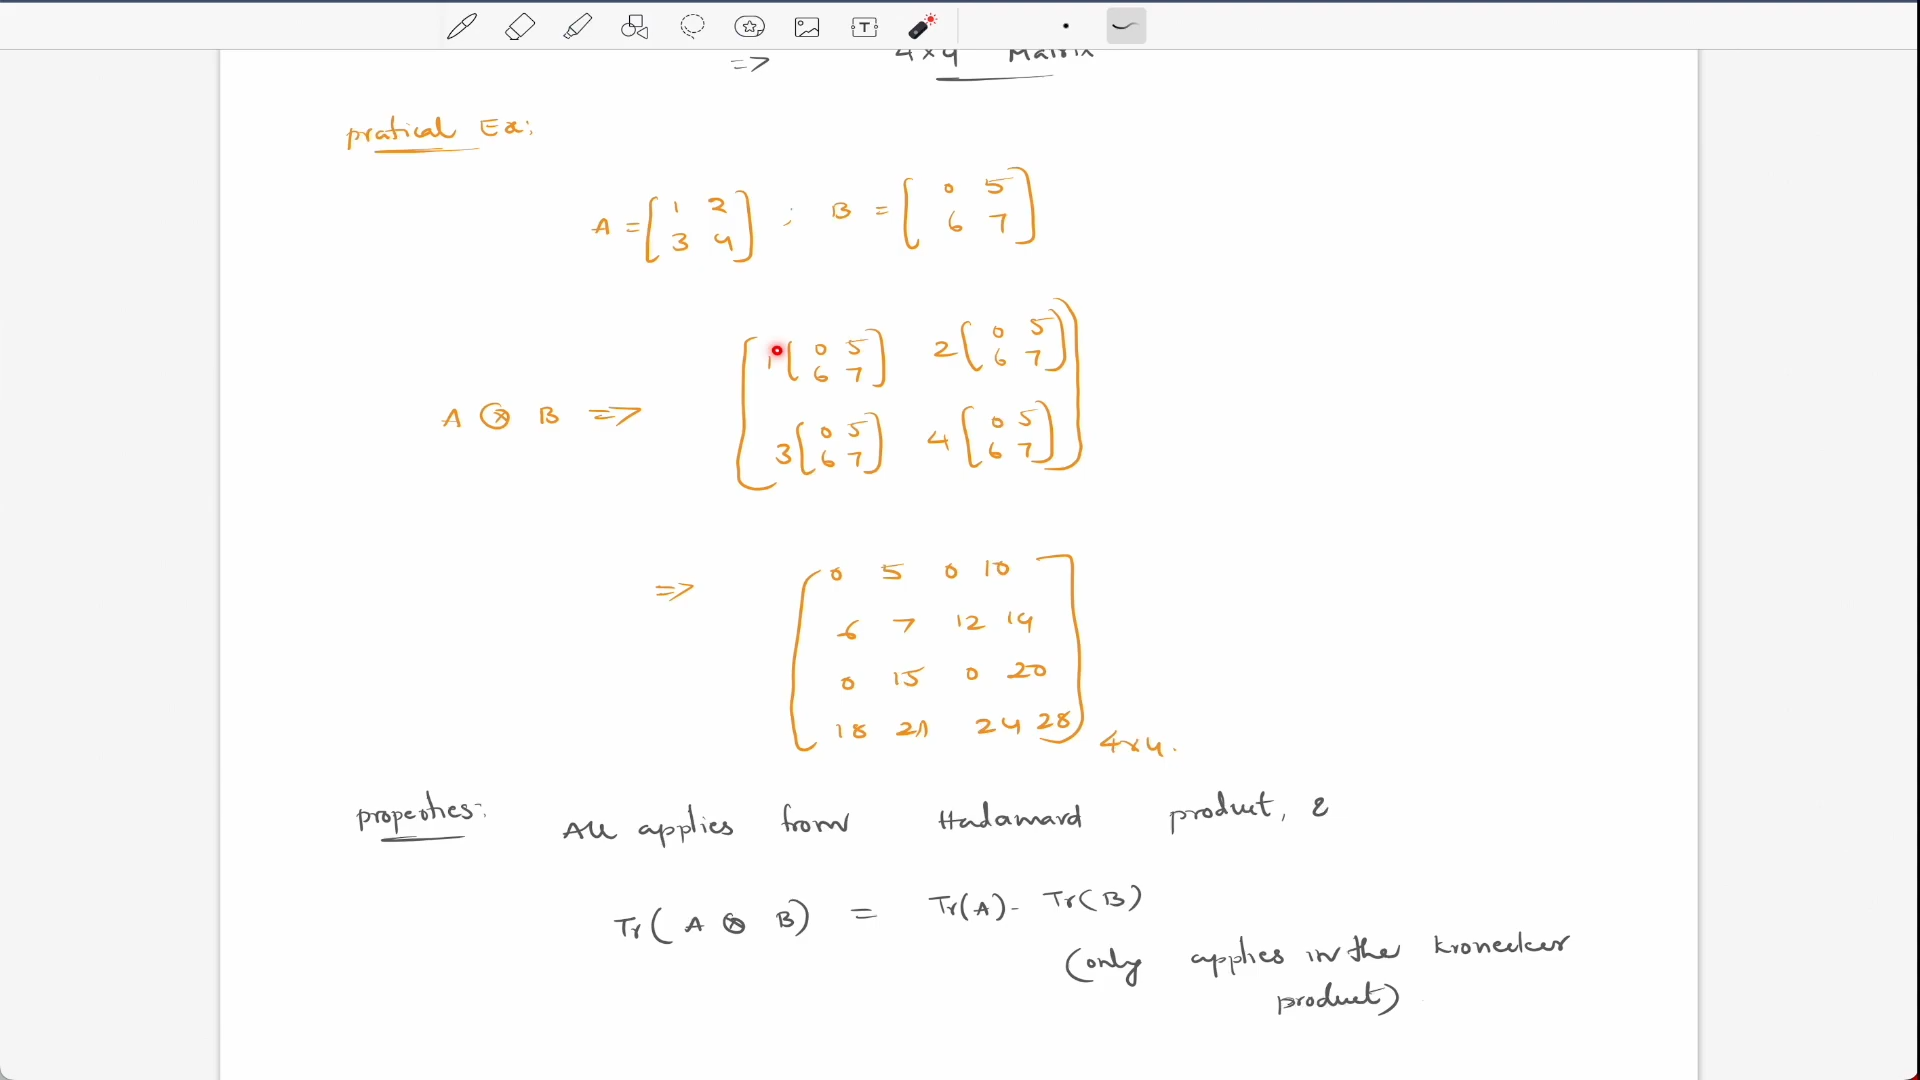 => 4x4 Matrix
pratical Ex:
A = [ 1 2 ; B = [ 0 5
3 4 ] 6 7 ]
1 [ 0 5 2 [ 0 5
6 7 ] 6 7 ]
A ⊗ B =>
3 [ 0 5 4 [ 0 5
6 7 ] 6 7 ]
0 5 0 10
=> 6 7 12 14
0 15 0 20
18 21 24 28
4x4.
properties: All applies from Hadamard product, &
Tr( A ⊗ B) = Tr(A). Tr(B)
(only applies in the kronecker
product)